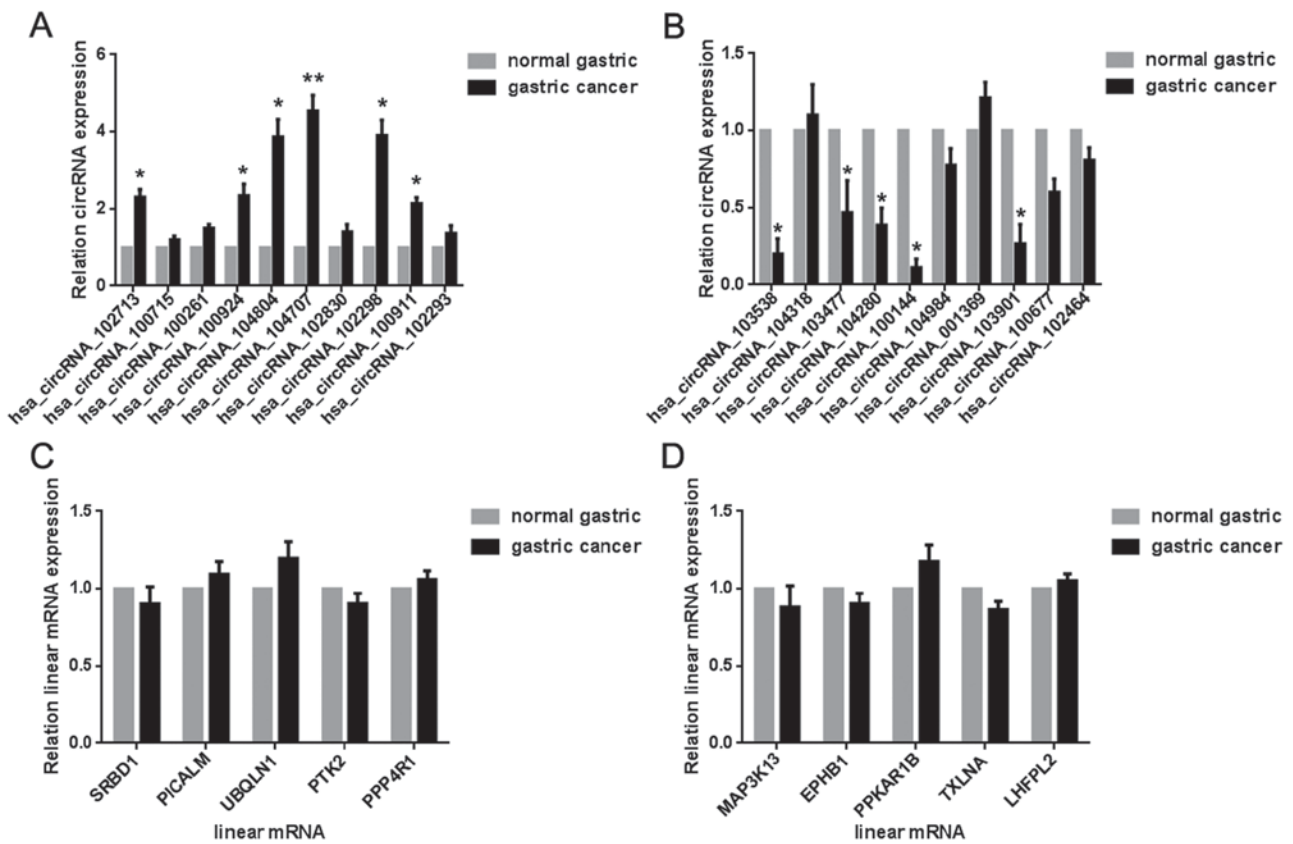 A
Relation circRNA expression
6
4
2
0
*
*
*
**
*
*
normal gastric
gastric cancer
hsa_circRNA_102713
hsa_circRNA_100715
hsa_circRNA_100261
hsa_circRNA_100924
hsa_circRNA_104804
hsa_circRNA_104707
hsa_circRNA_102830
hsa_circRNA_102298
hsa_circRNA_100911
hsa_circRNA_102293
B
Relation circRNA expression
1.5
1.0
0.5
0.0
*
*
*
*
*
normal gastric
gastric cancer
hsa_circRNA_103538
hsa_circRNA_104318
hsa_circRNA_103477
hsa_circRNA_104280
hsa_circRNA_100144
hsa_circRNA_104984
hsa_circRNA_001369
hsa_circRNA_103901
hsa_circRNA_100677
hsa_circRNA_102464
C
Relation linear mRNA expression
1.5
1.0
0.5
0.0
normal gastric
gastric cancer
SRBD1
PICALM
UBQLN1
PTK2
PPP4R1
linear mRNA
D
Relation linear mRNA expression
1.5
1.0
0.5
0.0
normal gastric
gastric cancer
MAP3K13
EPHB1
PPKAR1B
TXLNA
LHFPL2
linear mRNA